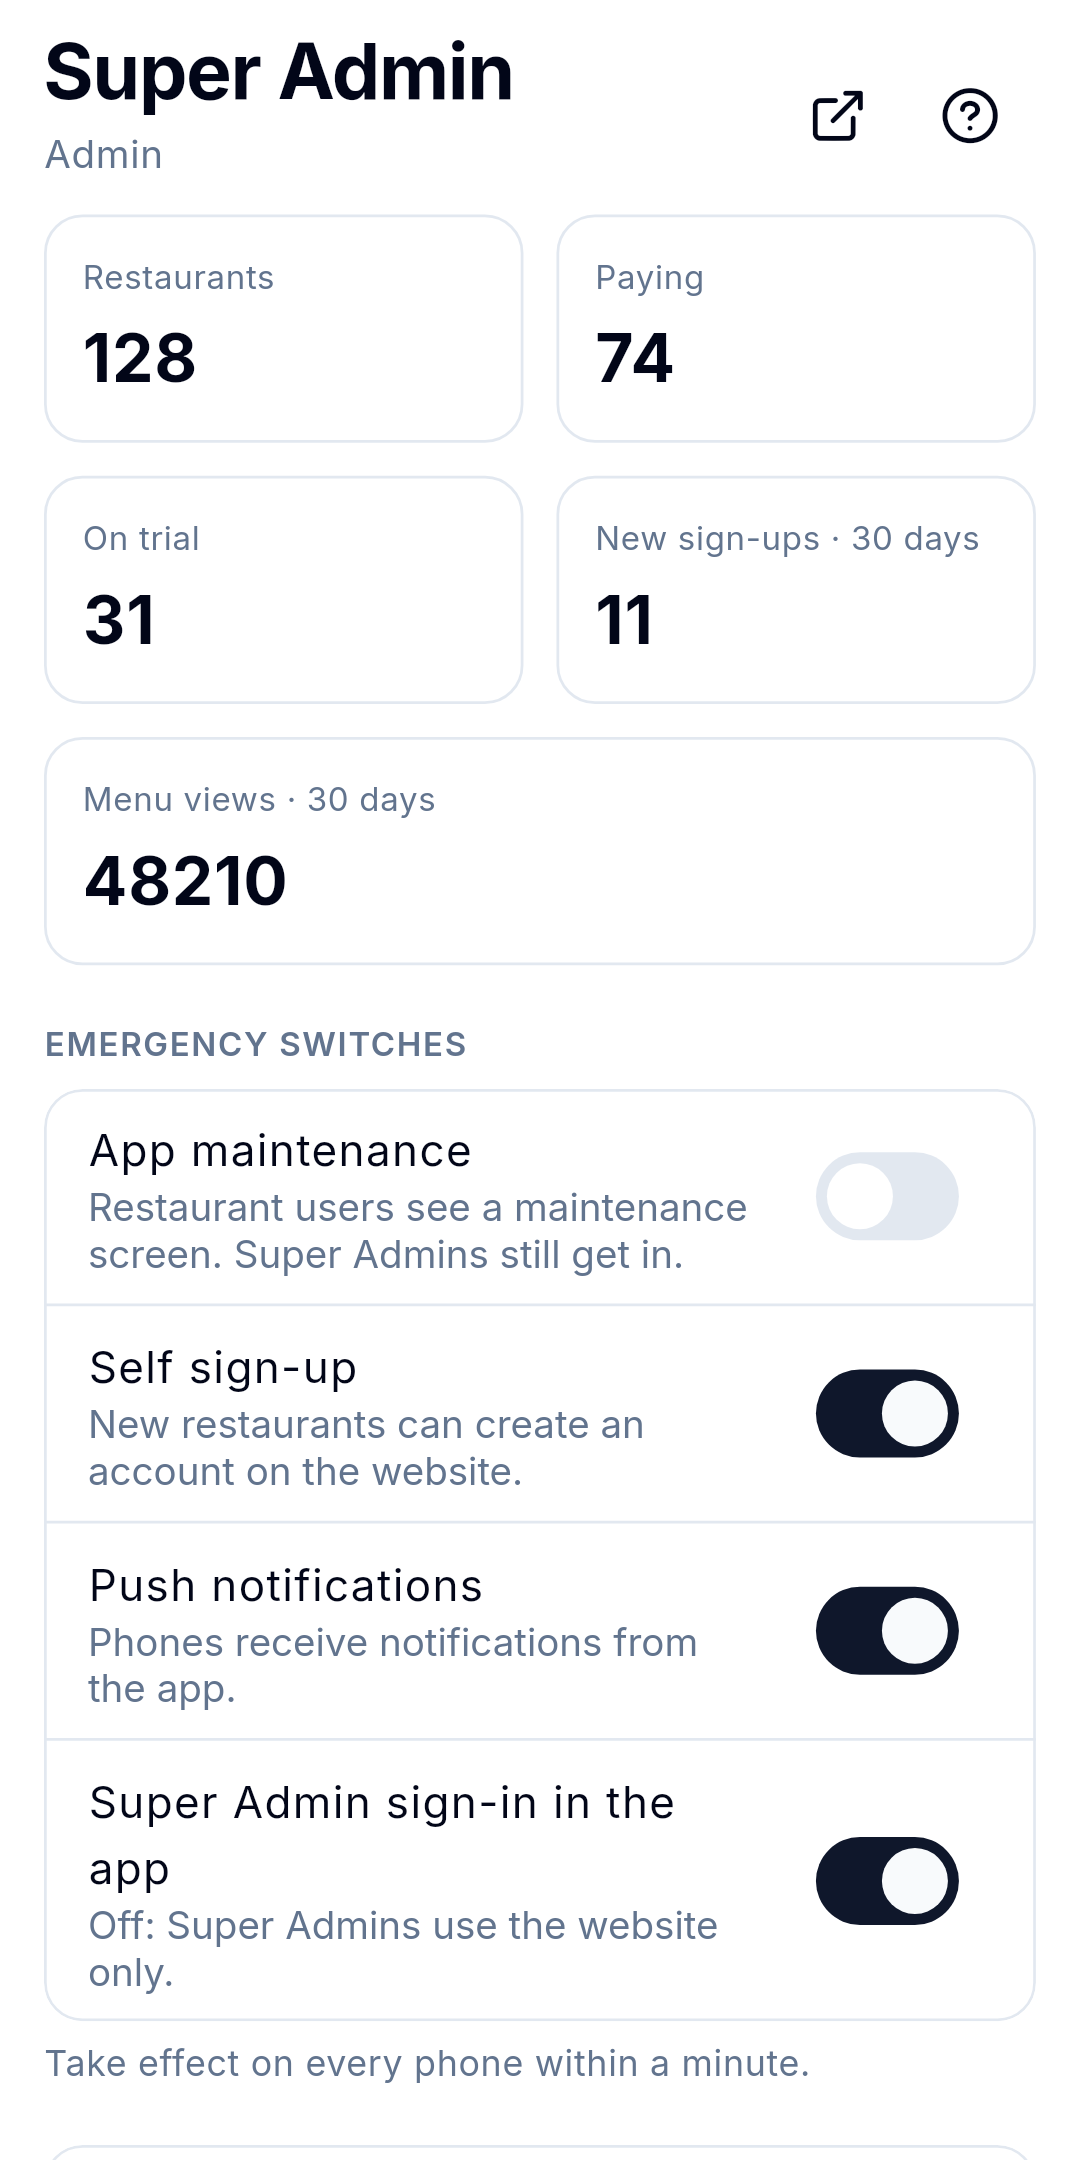 Super Admin
Admin
Restaurants
128
Paying
74
On trial
31
New sign-ups · 30 days
11
Menu views · 30 days
48210
EMERGENCY SWITCHES
App maintenance
Restaurant users see a maintenance
screen. Super Admins still get in.
Self sign-up
New restaurants can create an
account on the website.
Push notifications
Phones receive notifications from
the app.
Super Admin sign-in in the
app
Off: Super Admins use the website
only.
Take effect on every phone within a minute.